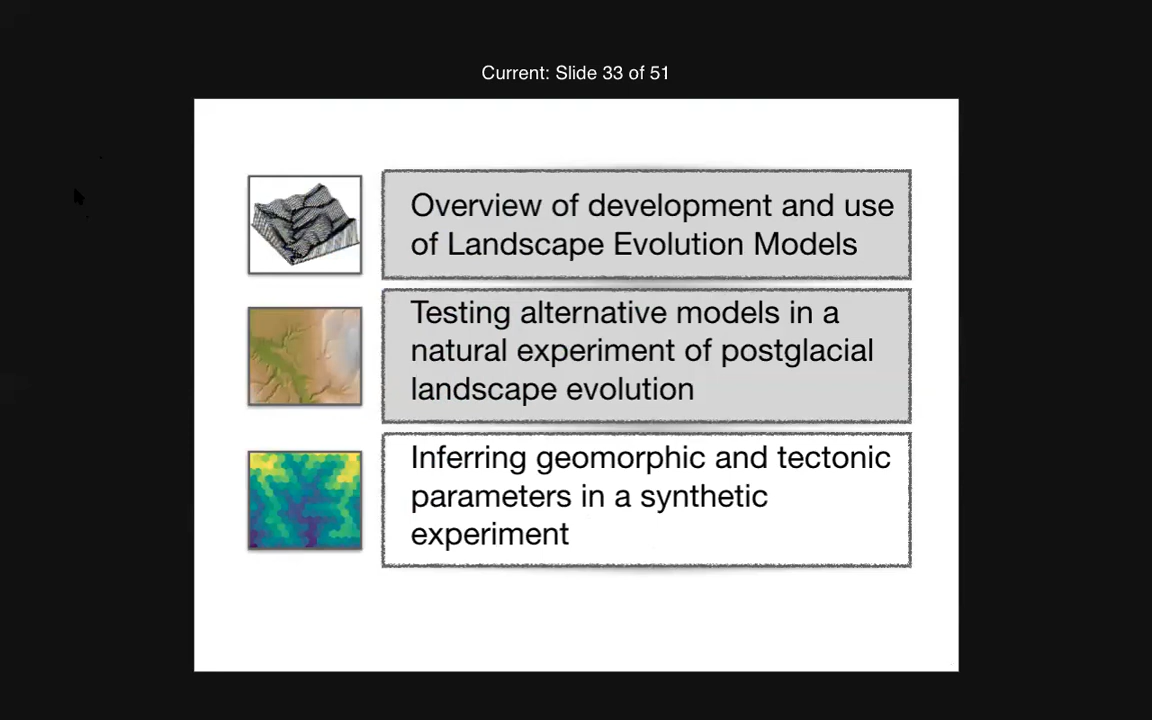 Current: Slide 33 of 51
Overview of development and use
of Landscape Evolution Models
Testing alternative models in a
natural experiment of postglacial
landscape evolution
Inferring geomorphic and tectonic
parameters in a synthetic
experiment